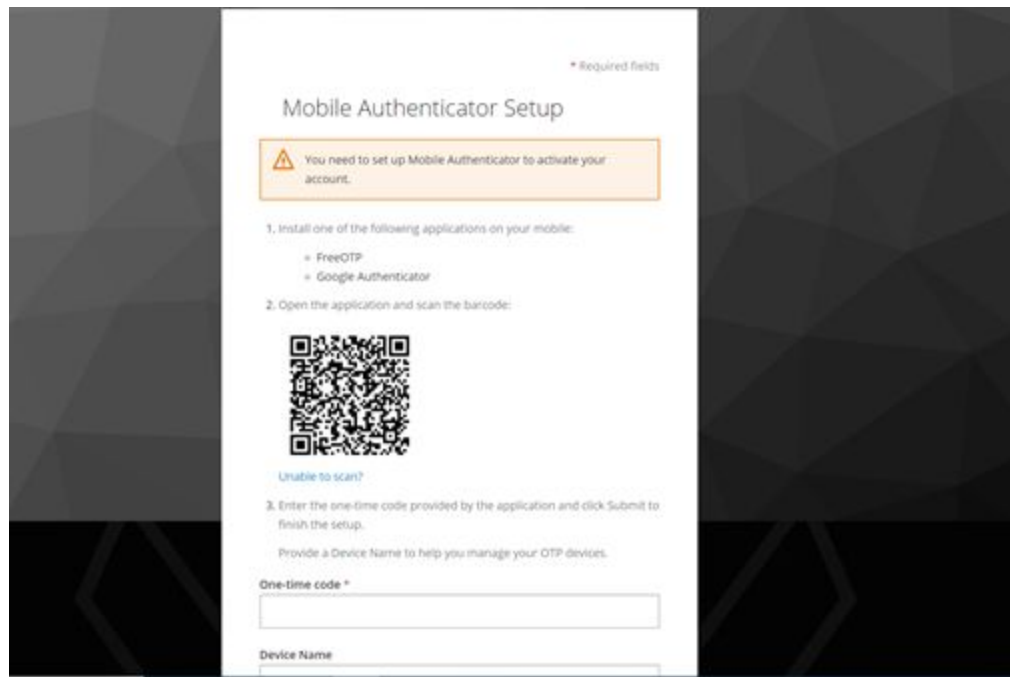 * Required fields
Mobile Authenticator Setup
You need to set up Mobile Authenticator to activate your
account.
1. Install one of the following applications on your mobile:
FreeOTP
Google Authenticator
2. Open the application and scan the barcode:
Unable to scan?
3. Enter the one-time code provided by the application and click Submit to
finish the setup.
Provide a Device Name to help you manage your OTP devices.
One-time code *
Device Name